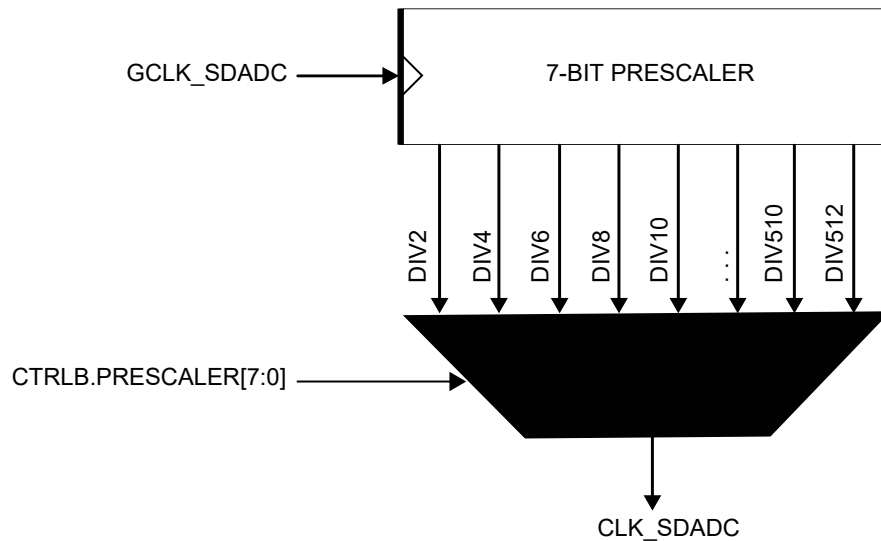 GCLK_SDADC
7-BIT PRESCALER
DIV2
DIV4
DIV6
DIV8
DIV10
. . .
DIV510
DIV512
CTRLB.PRESCALER[7:0]
CLK_SDADC